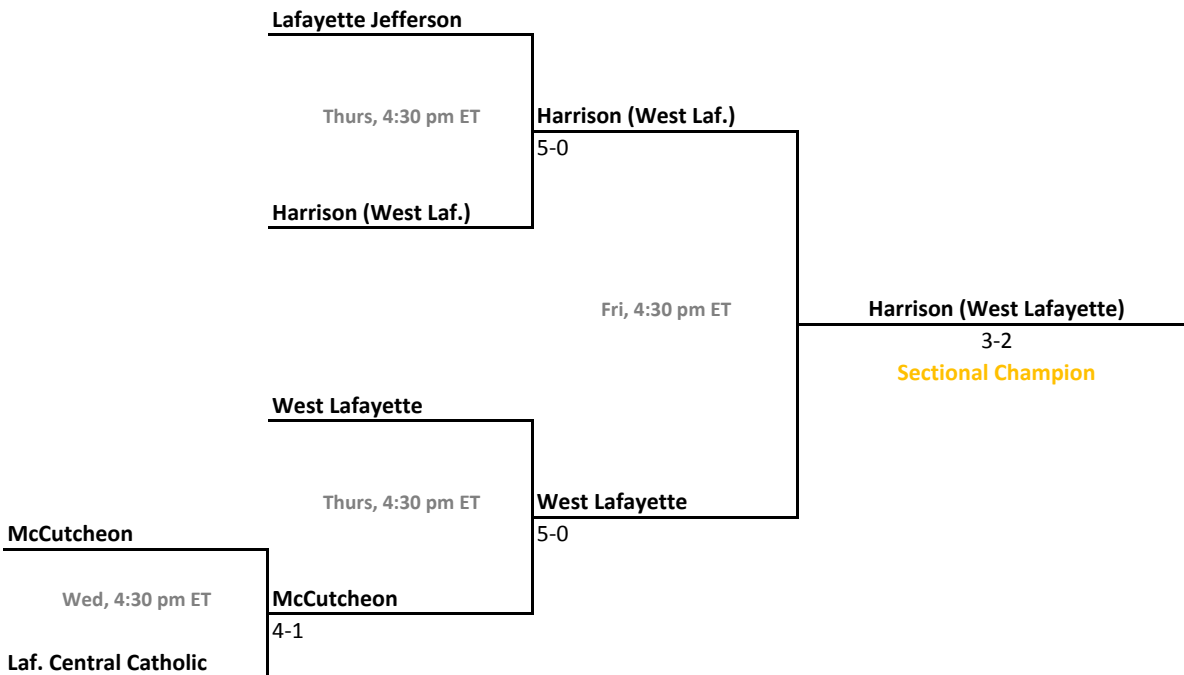 Lafayette Jefferson
Thurs, 4:30 pm ET
Harrison (West Laf.)
5-0
Harrison (West Laf.)
Fri, 4:30 pm ET
Harrison (West Lafayette)
3-2
Sectional Champion
West Lafayette
Thurs, 4:30 pm ET
West Lafayette
5-0
McCutcheon
Wed, 4:30 pm ET
McCutcheon
4-1
Laf. Central Catholic